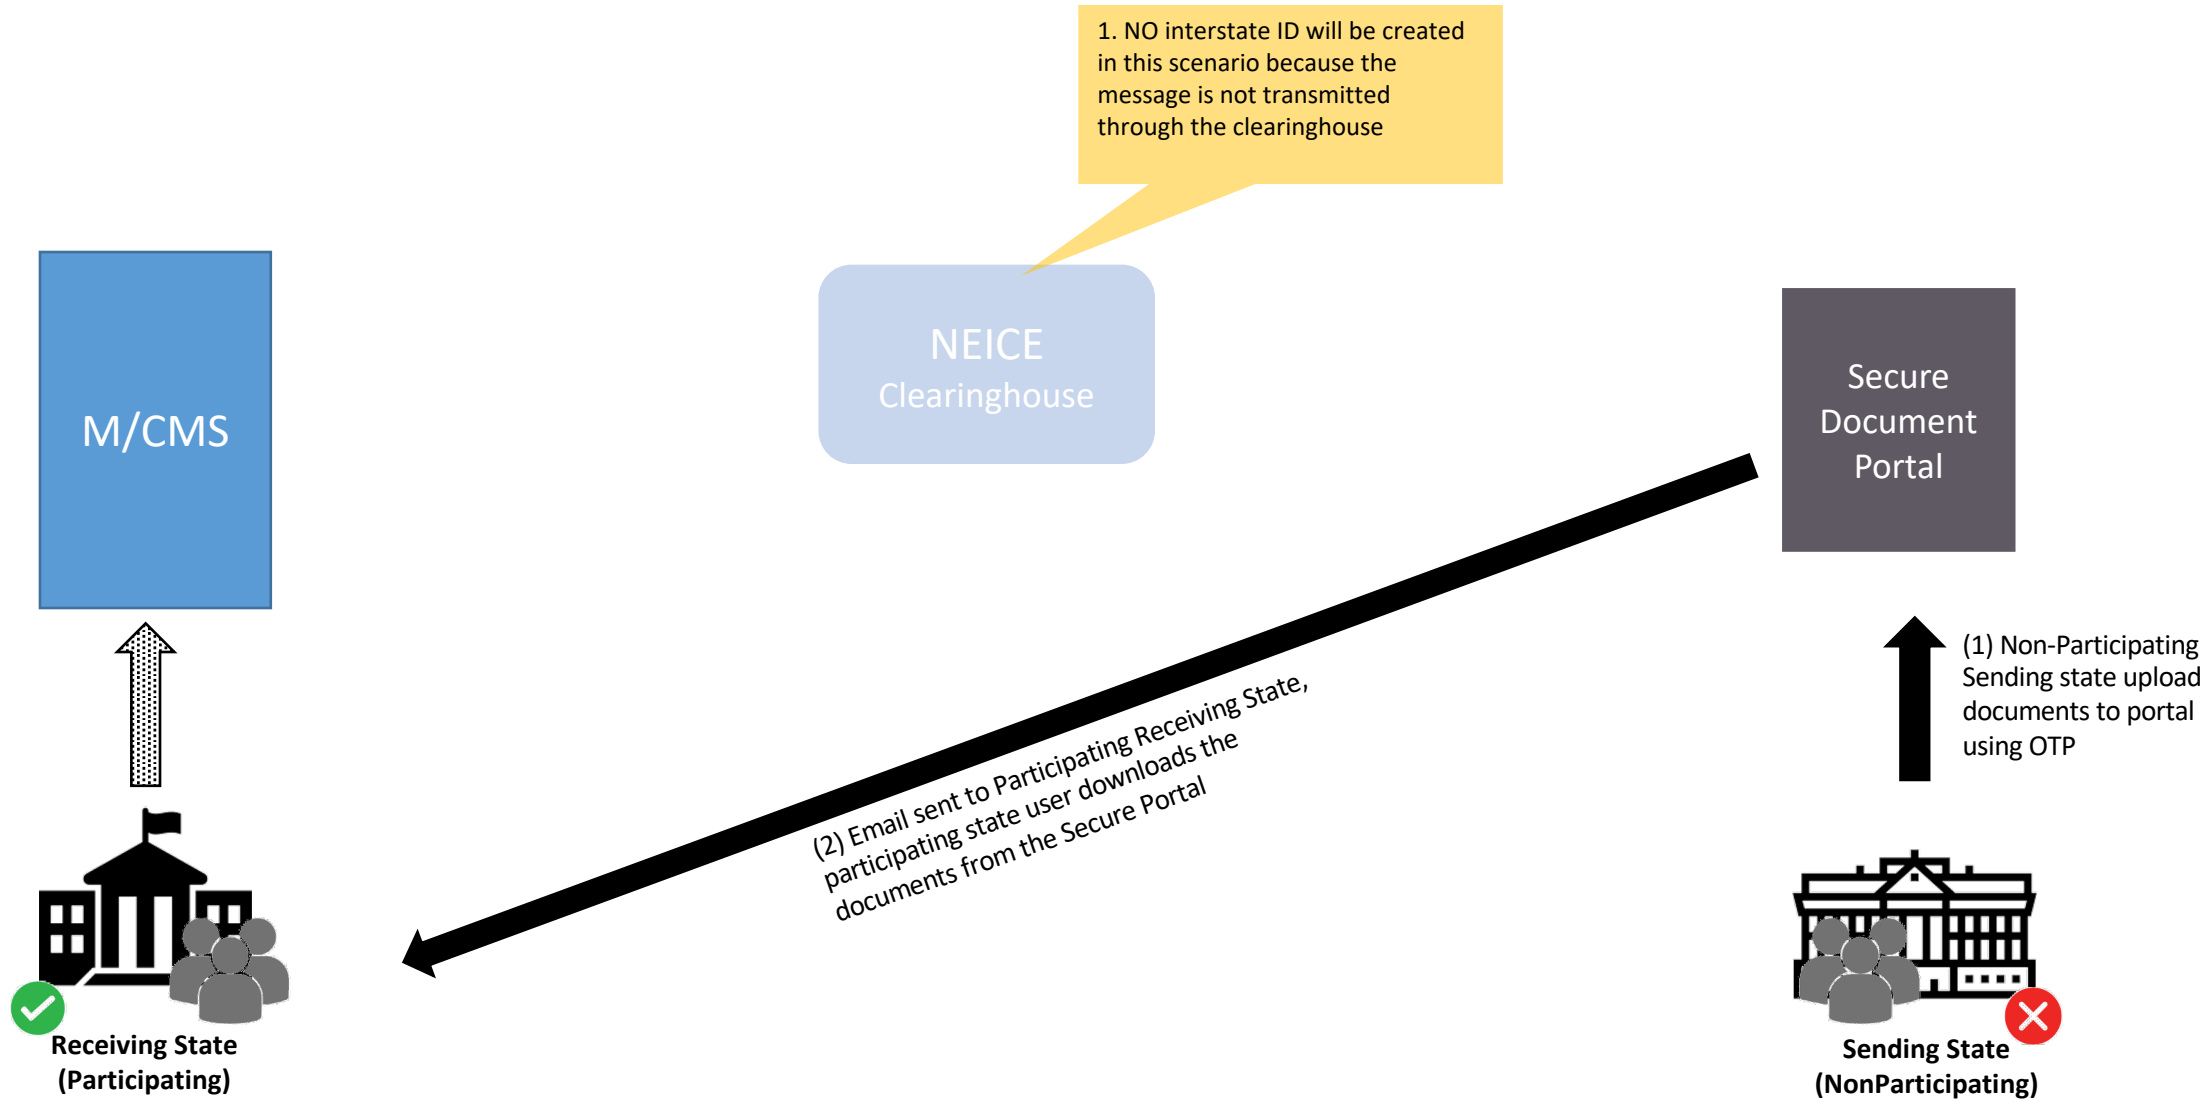 1. NO interstate ID will be created
in this scenario because the
message is not transmitted
through the clearinghouse
NEICE
Clearinghouse
M/CMS
Secure
Document
Portal
(1) Non-Participating
Sending state upload
documents to portal
using OTP
(2) Email sent to Participating Receiving State,
participating state user downloads the
documents from the Secure Portal
Receiving State
(Participating)
Sending State
(NonParticipating)